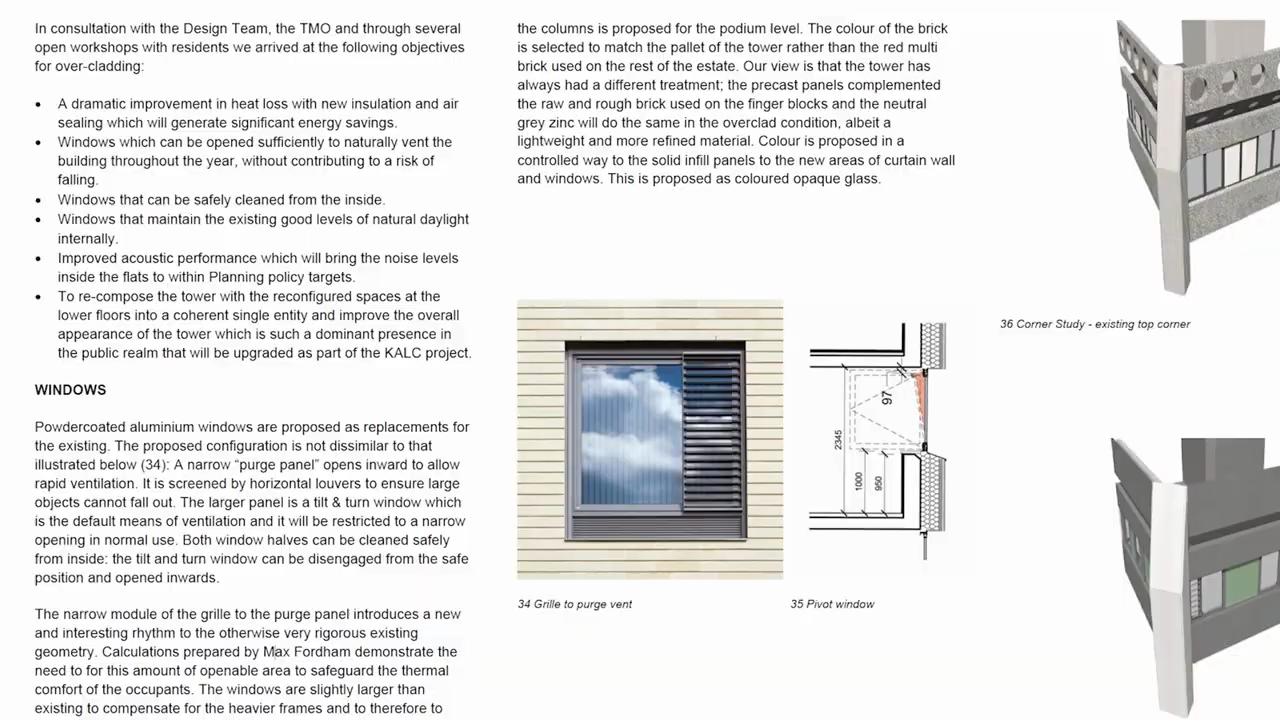 In consultation with the Design Team, the TMO and through several
open workshops with residents we arrived at the following objectives
for over-cladding:
• A dramatic improvement in heat loss with new insulation and air
sealing which will generate significant energy savings.
• Windows which can be opened sufficiently to naturally vent the
building throughout the year, without contributing to a risk of
falling.
• Windows that can be safely cleaned from the inside.
• Windows that maintain the existing good levels of natural daylight
internally.
• Improved acoustic performance which will bring the noise levels
inside the flats to within Planning policy targets.
• To re-compose the tower with the reconfigured spaces at the
lower floors into a coherent single entity and improve the overall
appearance of the tower which is such a dominant presence in
the public realm that will be upgraded as part of the KALC project.
WINDOWS
Powdercoated aluminium windows are proposed as replacements for
the existing. The proposed configuration is not dissimilar to that
illustrated below (34): A narrow “purge panel” opens inward to allow
rapid ventilation. It is screened by horizontal louvers to ensure large
objects cannot fall out. The larger panel is a tilt & turn window which
is the default means of ventilation and it will be restricted to a narrow
opening in normal use. Both window halves can be cleaned safely
from inside: the tilt and turn window can be disengaged from the safe
position and opened inwards.
The narrow module of the grille to the purge panel introduces a new
and interesting rhythm to the otherwise very rigorous existing
geometry. Calculations prepared by Max Fordham demonstrate the
need to for this amount of openable area to safeguard the thermal
comfort of the occupants. The windows are slightly larger than
existing to compensate for the heavier frames and to therefore to
the columns is proposed for the podium level. The colour of the brick
is selected to match the pallet of the tower rather than the red multi
brick used on the rest of the estate. Our view is that the tower has
always had a different treatment; the precast panels complemented
the raw and rough brick used on the finger blocks and the neutral
grey zinc will do the same in the overclad condition, albeit a
lightweight and more refined material. Colour is proposed in a
controlled way to the solid infill panels to the new areas of curtain wall
and windows. This is proposed as coloured opaque glass.
34 Grille to purge vent
97
2345
1000
950
35 Pivot window
36 Corner Study - existing top corner